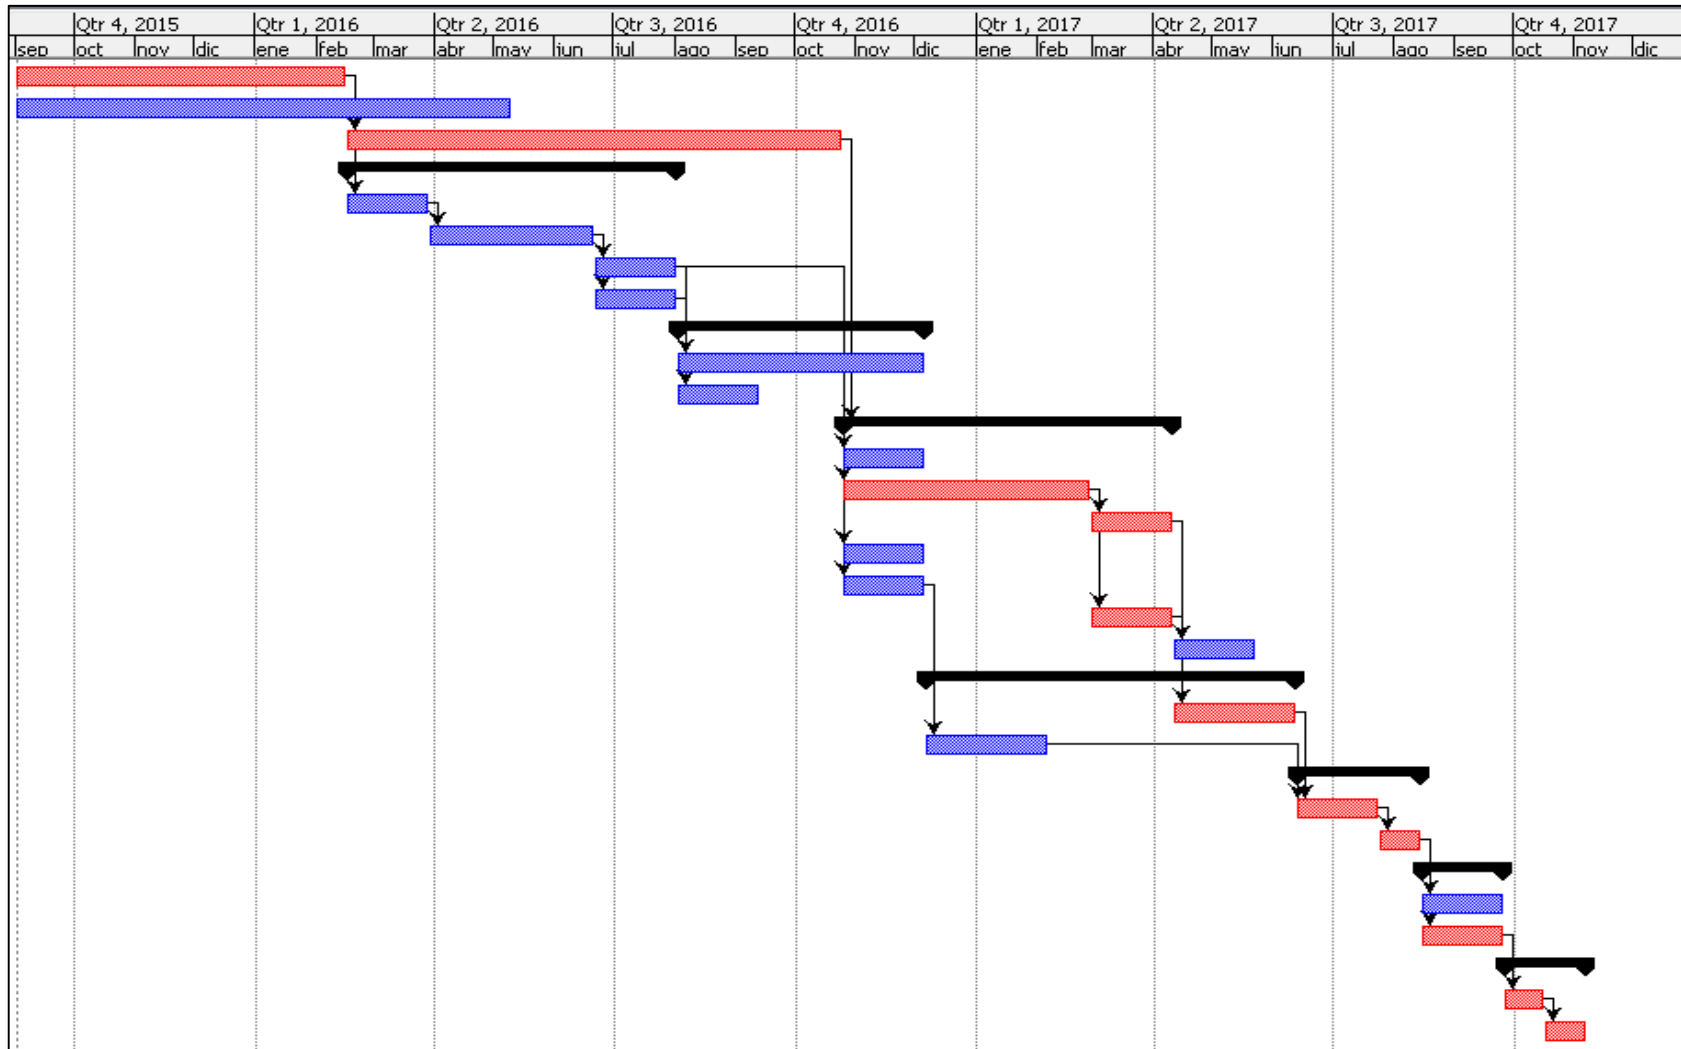 Qtr 4, 2015 Qtr 1, 2016 Qtr 2, 2016 Qtr 3, 2016 Qtr 4, 2016 Qtr 1, 2017 Qtr 2, 2017 Qtr 3, 2017 Qtr 4, 2017
sep oct nov dic ene feb mar abr may jun jul ago sep oct nov dic ene feb mar abr may jun jul ago sep oct nov dic